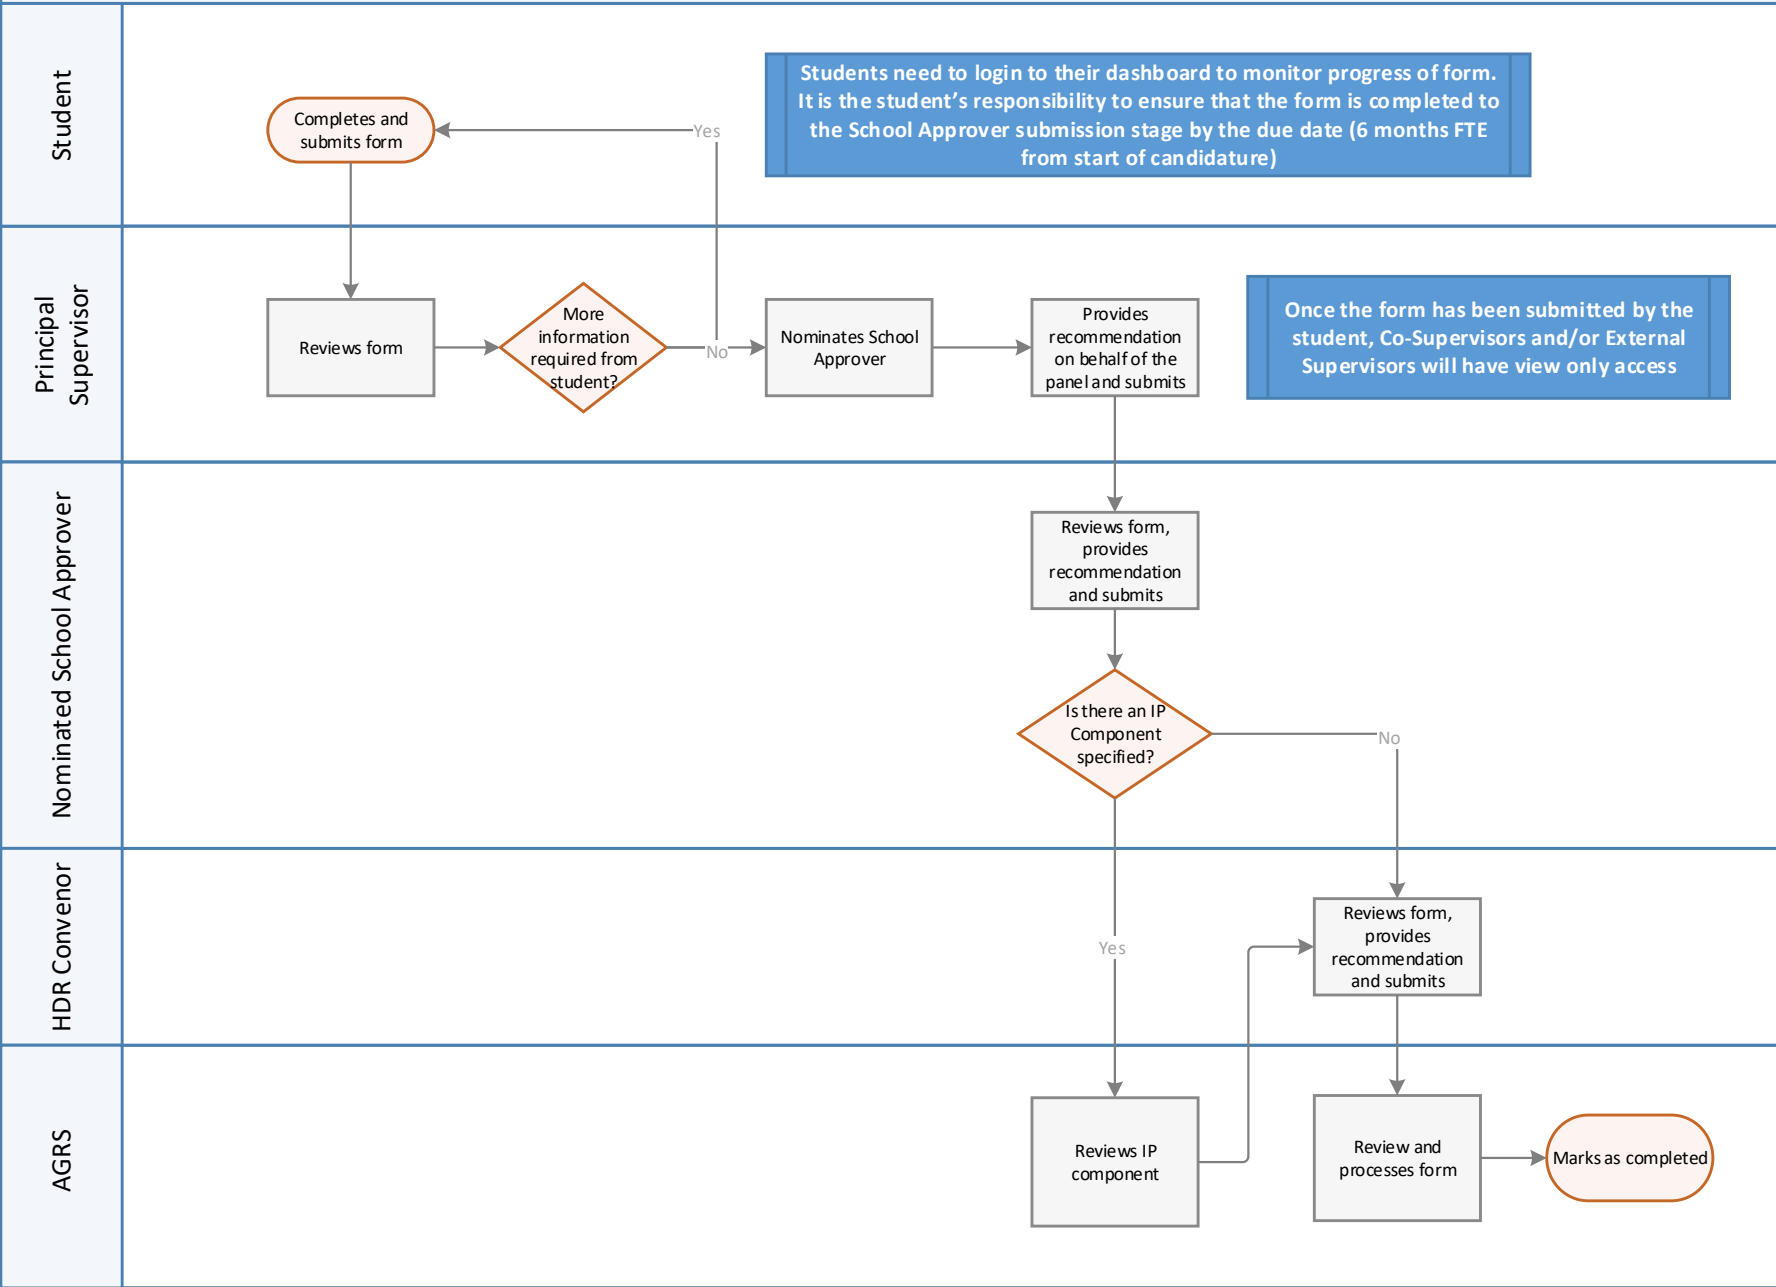 Student
Completes and
submits form
Yes
Students need to login to their dashboard to monitor progress of form.
It is the student’s responsibility to ensure that the form is completed to
the School Approver submission stage by the due date (6 months FTE
from start of candidature)
Principal
Supervisor
Reviews form
More
information
required from
student?
No
Nominates School
Approver
Provides
recommendation
on behalf of the
panel and submits
Once the form has been submitted by the
student, Co-Supervisors and/or External
Supervisors will have view only access
Nominated School Approver
Reviews form,
provides
recommendation
and submits
Is there an IP
Component
specified?
No
HDR Convenor
Yes
Reviews form,
provides
recommendation
and submits
AGRS
Reviews IP
component
Review and
processes form
Marks as completed